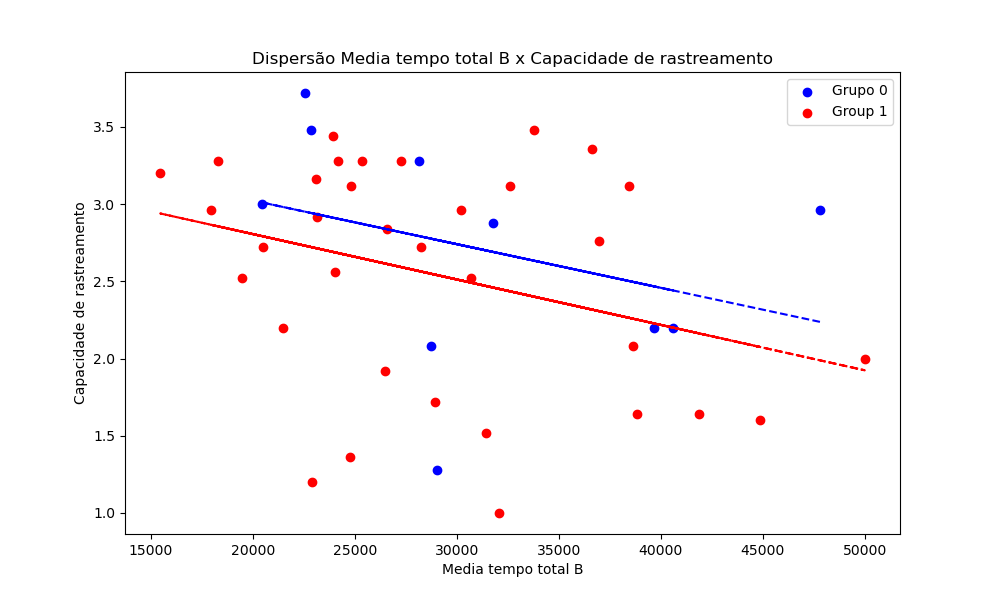 Dispersão Media tempo total B x Capacidade de rastreamento
Grupo 0
Group 1
Capacidade de rastreamento
3.5
3.0
2.5
2.0
1.5
1.0
15000 20000 25000 30000 35000 40000 45000 50000
Media tempo total B